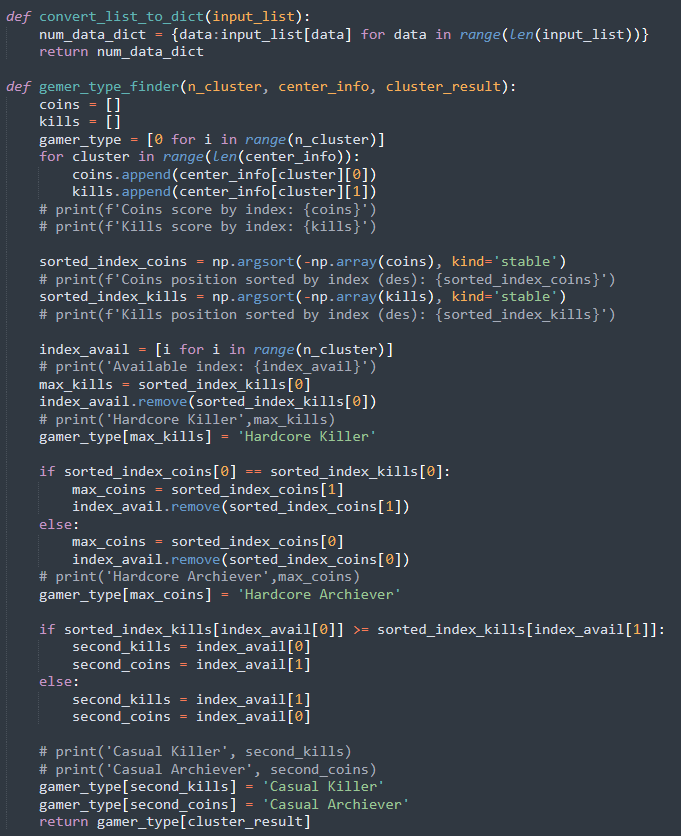 def convert_list_to_dict(input_list):
    num_data_dict = {data:input_list[data] for data in range(len(input_list))}
    return num_data_dict

def gemer_type_finder(n_cluster, center_info, cluster_result):
    coins = []
    kills = []
    gamer_type = [0 for i in range(n_cluster)]
    for cluster in range(len(center_info)):
        coins.append(center_info[cluster][0])
        kills.append(center_info[cluster][1])
    # print(f'Coins score by index: {coins}')
    # print(f'Kills score by index: {kills}')

    sorted_index_coins = np.argsort(-np.array(coins), kind='stable')
    # print(f'Coins position sorted by index (des): {sorted_index_coins}')
    sorted_index_kills = np.argsort(-np.array(kills), kind='stable')
    # print(f'Kills position sorted by index (des): {sorted_index_kills}')

    index_avail = [i for i in range(n_cluster)]
    # print('Available index: {index_avail}')
    max_kills = sorted_index_kills[0]
    index_avail.remove(sorted_index_kills[0])
    # print('Hardcore Killer',max_kills)
    gamer_type[max_kills] = 'Hardcore Killer'

    if sorted_index_coins[0] == sorted_index_kills[0]:
        max_coins = sorted_index_coins[1]
        index_avail.remove(sorted_index_coins[1])
    else:
        max_coins = sorted_index_coins[0]
        index_avail.remove(sorted_index_coins[0])
    # print('Hardcore Archiever',max_coins)
    gamer_type[max_coins] = 'Hardcore Archiever'

    if sorted_index_kills[index_avail[0]] >= sorted_index_kills[index_avail[1]]:
        second_kills = index_avail[0]
        second_coins = index_avail[1]
    else:
        second_kills = index_avail[1]
        second_coins = index_avail[0]

    # print('Casual Killer', second_kills)
    # print('Casual Archiever', second_coins)
    gamer_type[second_kills] = 'Casual Killer'
    gamer_type[second_coins] = 'Casual Archiever'
    return gamer_type[cluster_result]